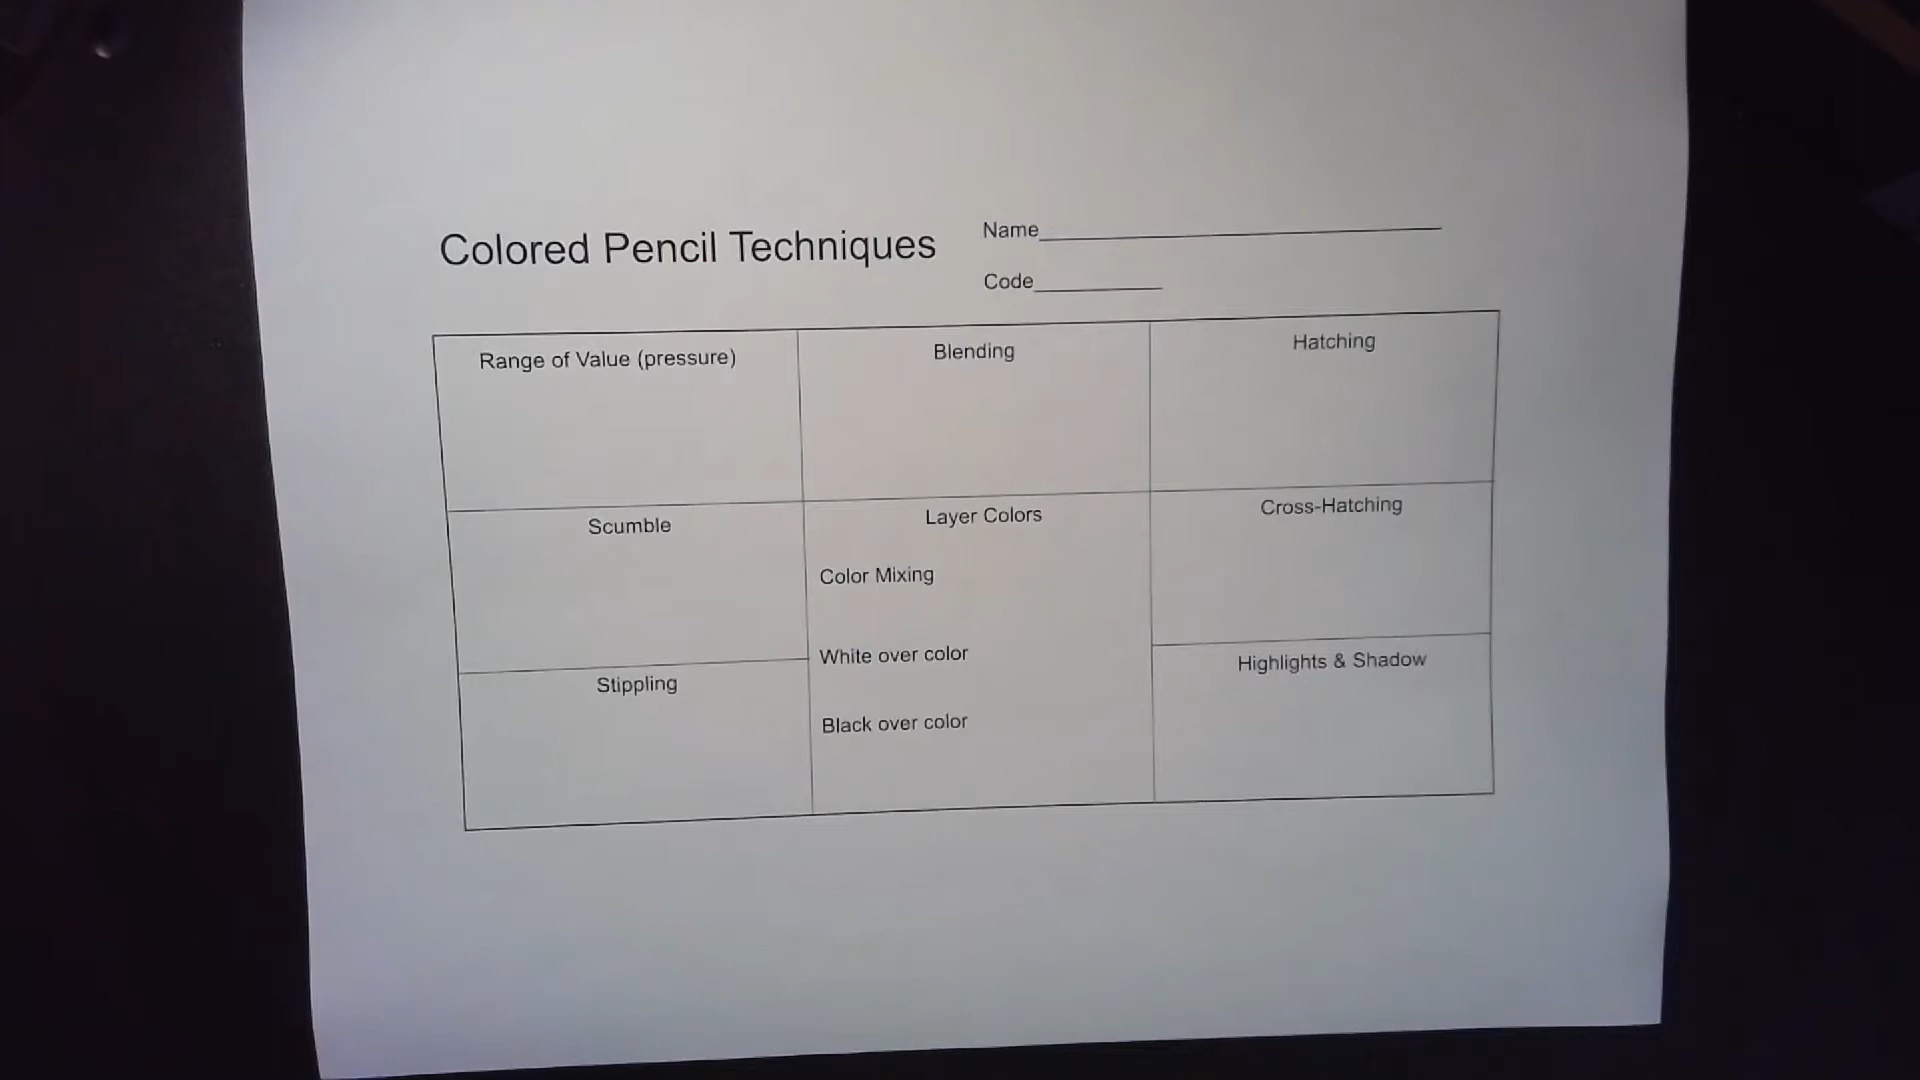 Colored Pencil Techniques
Name
Code
Range of Value (pressure)
Blending
Hatching
Scumble
Layer Colors
Cross-Hatching
Color Mixing
White over color
Stippling
Highlights & Shadow
Black over color